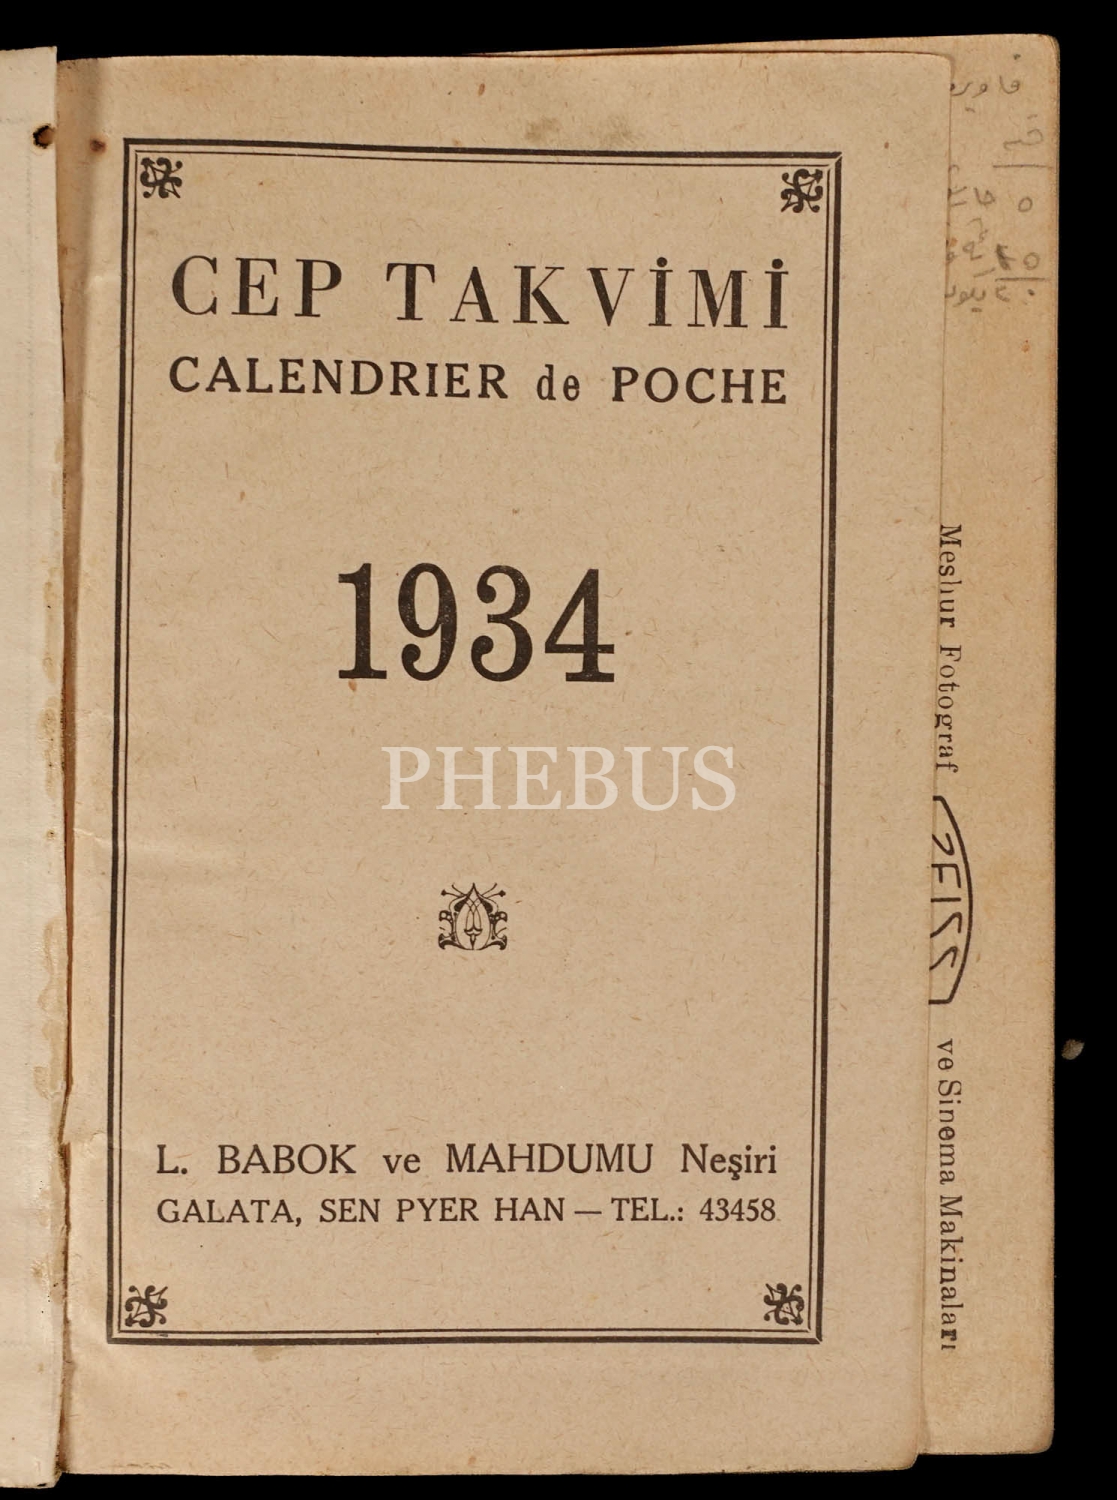 CEP TAKVİMİ
CALENDRIER de POCHE
1934
PHEBUS
L. BABOK ve MAHDUMU Neşiri
GALATA, SEN PYER HAN — TEL.: 43458
Meshur Fotograf ZEISS ve Sinema Makinaları